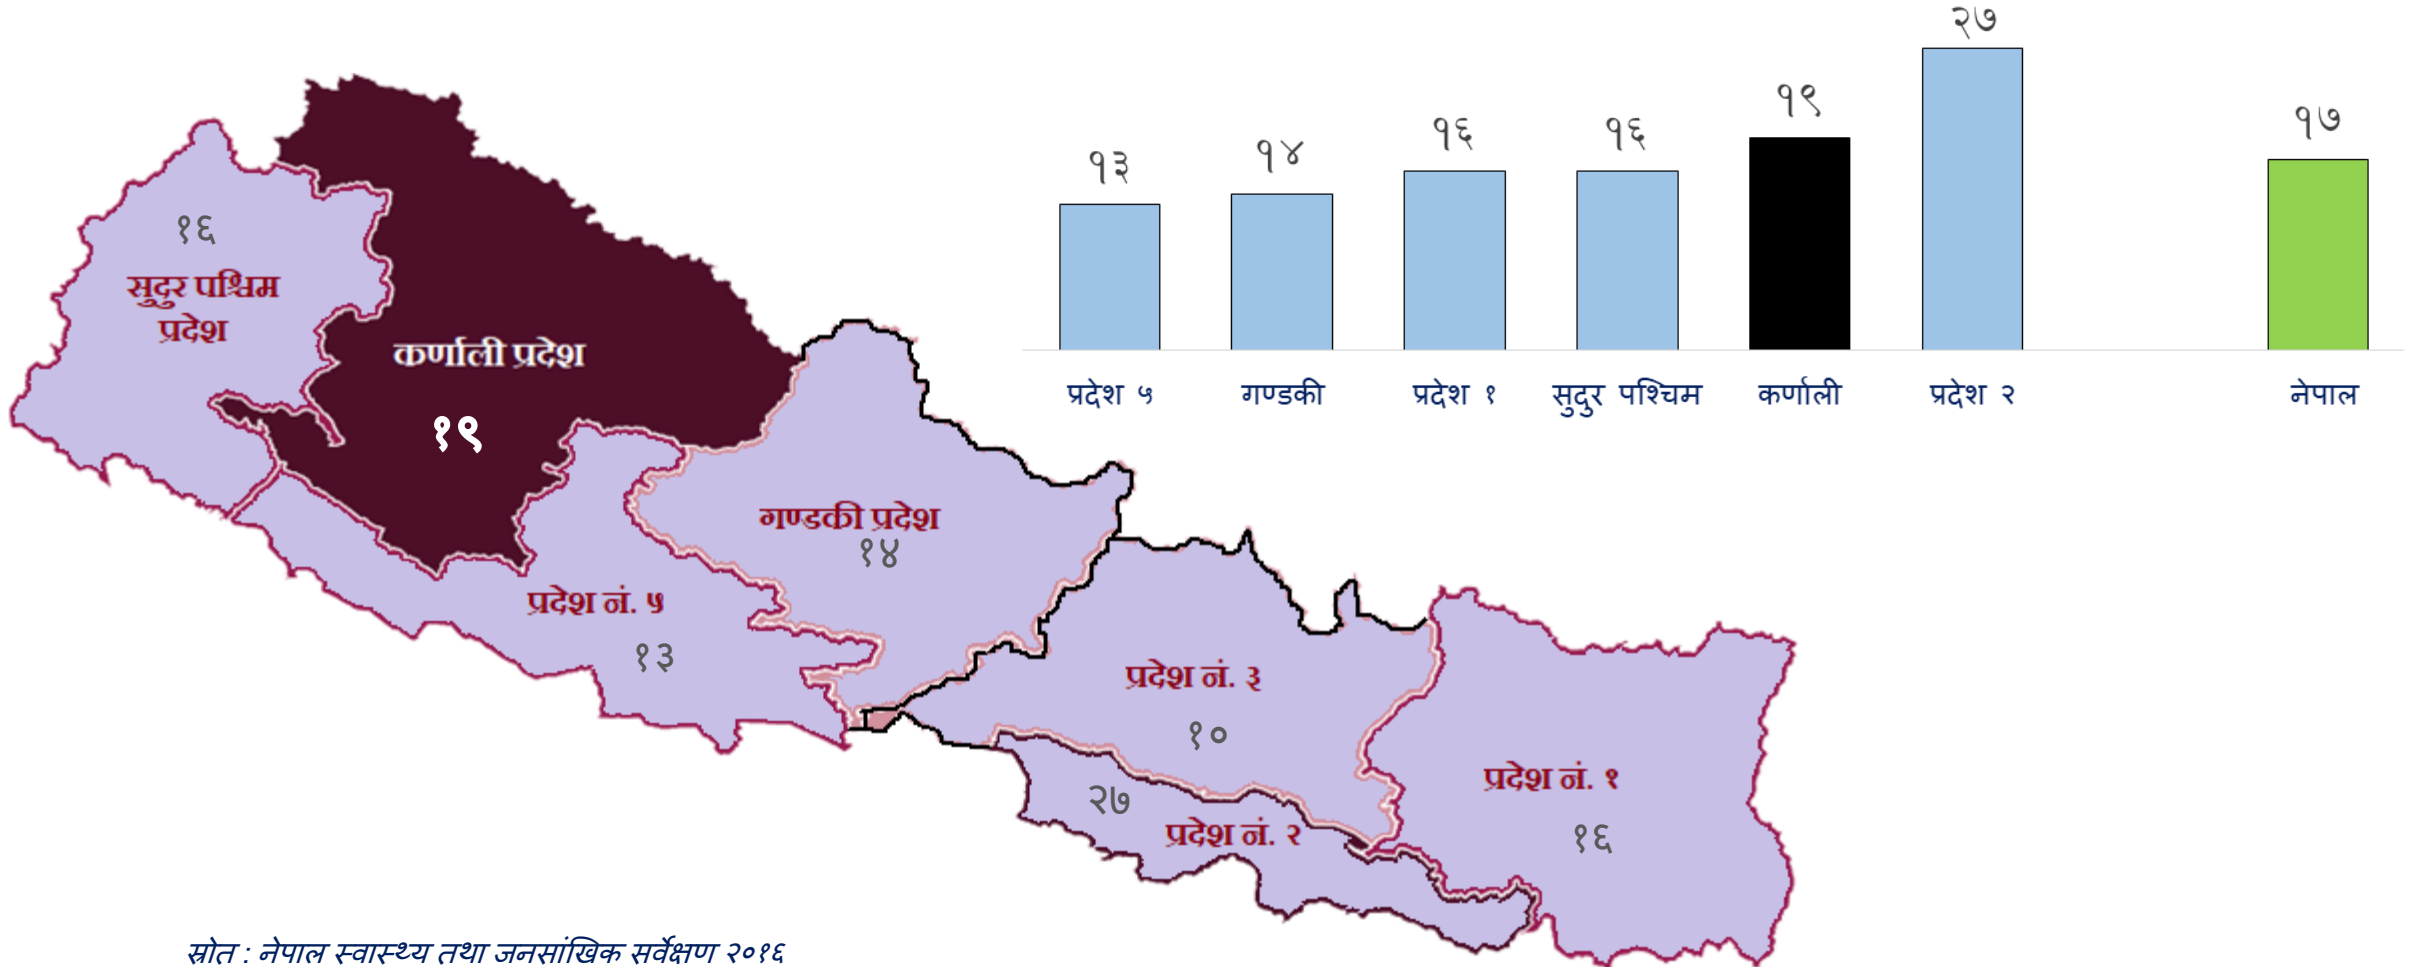 २७
१९
१७
१६
१६
१४
१३
प्रदेश ५
गण्डकी
प्रदेश १
सुदुर पश्चिम
कर्णाली
प्रदेश २
नेपाल
१६
सुदुर पश्चिम
प्रदेश
कर्णाली प्रदेश
१९
गण्डकी प्रदेश
१४
प्रदेश नं. ५
१३
प्रदेश नं. ३
१०
प्रदेश नं. १
१६
२७
प्रदेश नं. २
स्रोत : नेपाल स्वास्थ्य तथा जनसांखिक सर्वेक्षण २०१६